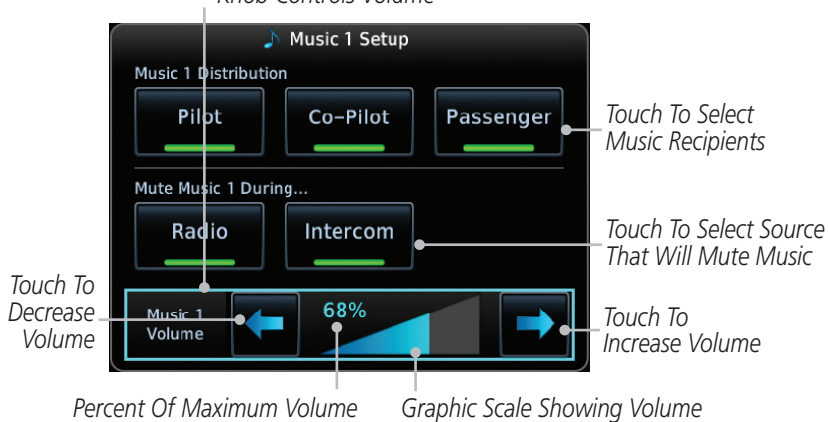 Knob Controls Volume
Music 1 Setup
Music 1 Distribution
Pilot
Co-Pilot
Passenger
Touch To Select
Music Recipients
Mute Music 1 During...
Radio
Intercom
Touch To Select Source
That Will Mute Music
Touch To
Decrease
Volume
Music 1
Volume
68%
Touch To
Increase Volume
Percent Of Maximum Volume
Graphic Scale Showing Volume